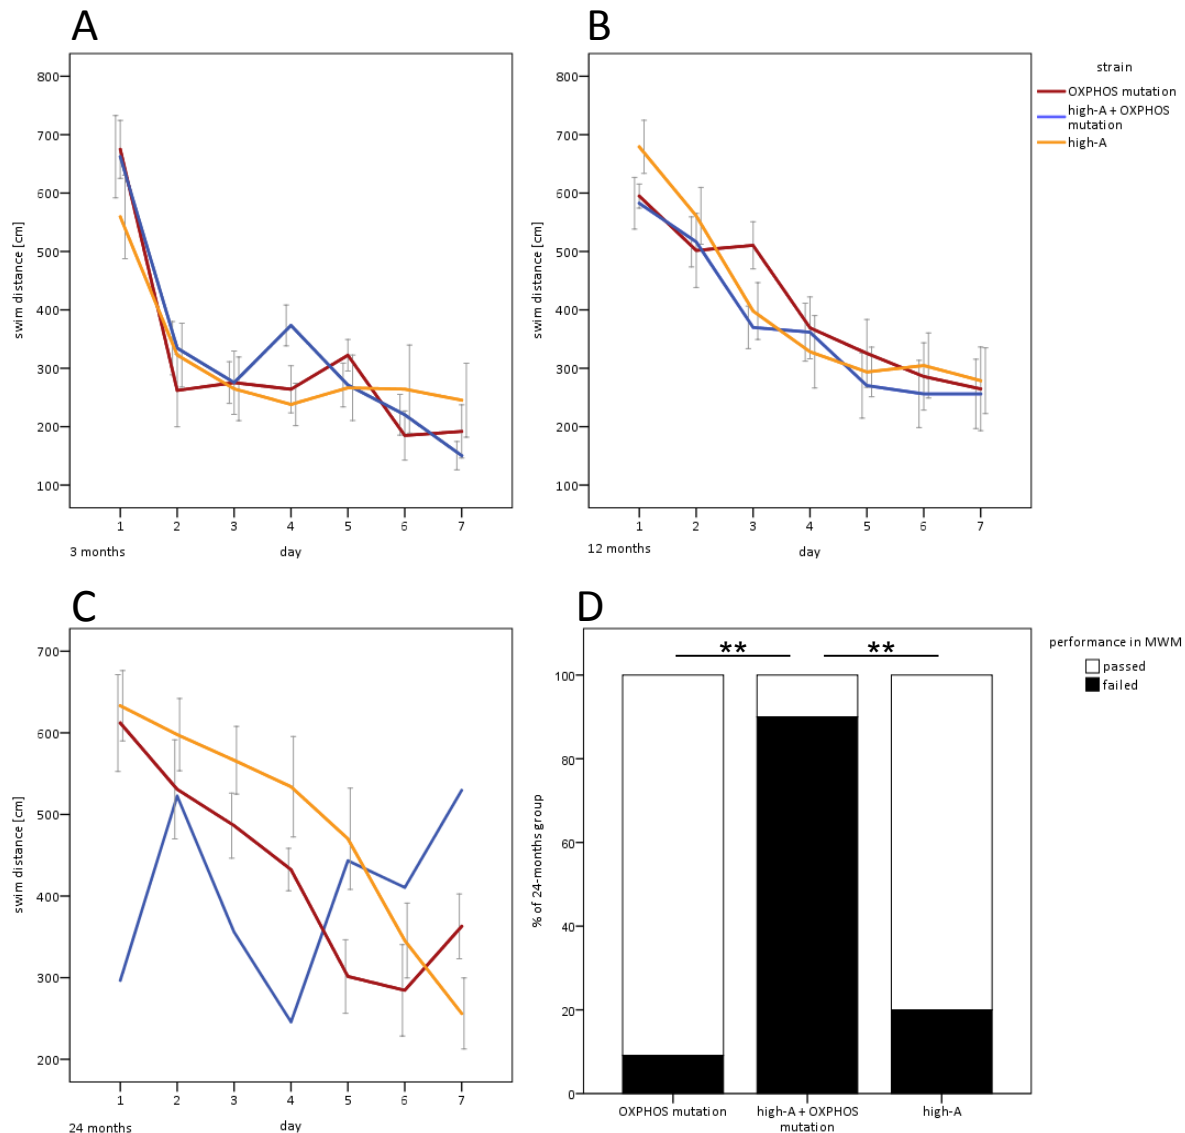 A
B
800
700
600
500
400
300
200
100
swim distance [cm]
1 2 3 4 5 6 7
3 months
day
800
700
600
500
400
300
200
100
swim distance [cm]
1 2 3 4 5 6 7
12 months
day
strain
OXPHOS mutation
high-A + OXPHOS
mutation
high-A
C
D
700
600
500
400
300
200
swim distance [cm]
1 2 3 4 5 6 7
24 months
day
** **
100
80
60
40
20
0
% of 24-months group
OXPHOS mutation
high-A + OXPHOS
mutation
high-A
performance in MWM
passed
failed